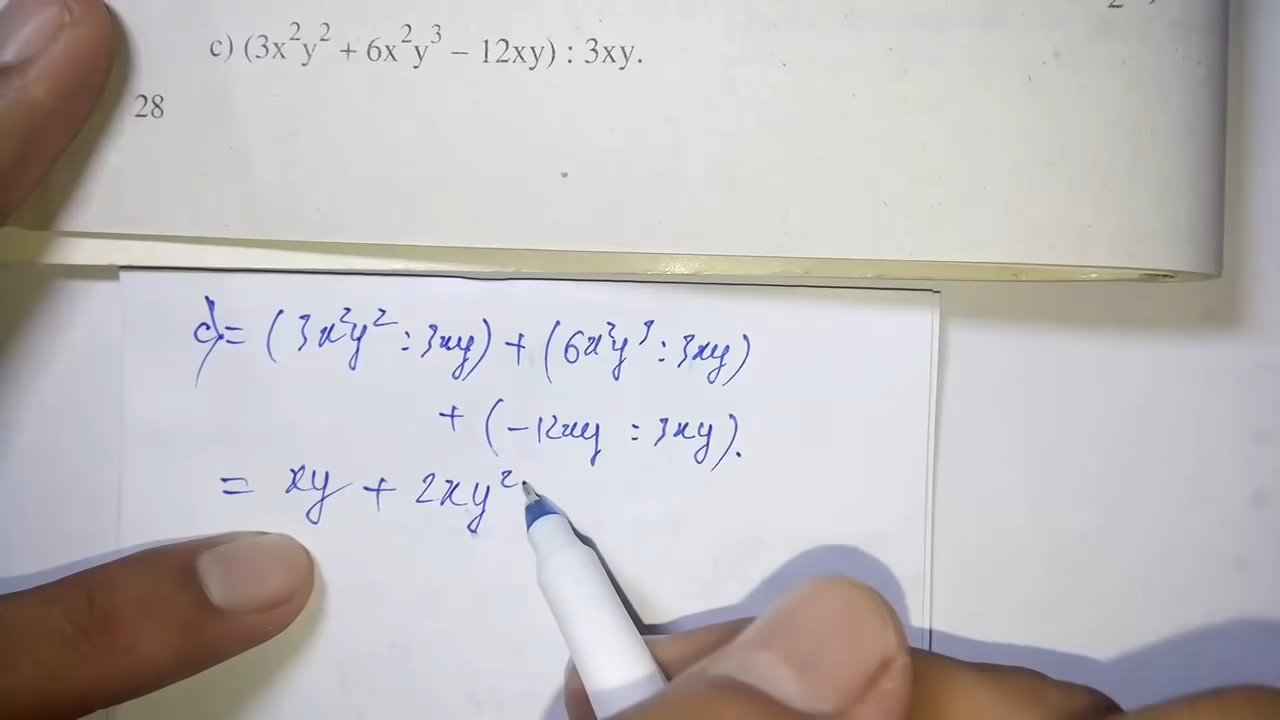 c) (3x²y² + 6x²y³ – 12xy) : 3xy.
28
c) = (3x²y² : 3xy) + (6x²y³ : 3xy)
+ (-12xy : 3xy).
= xy + 2xy²